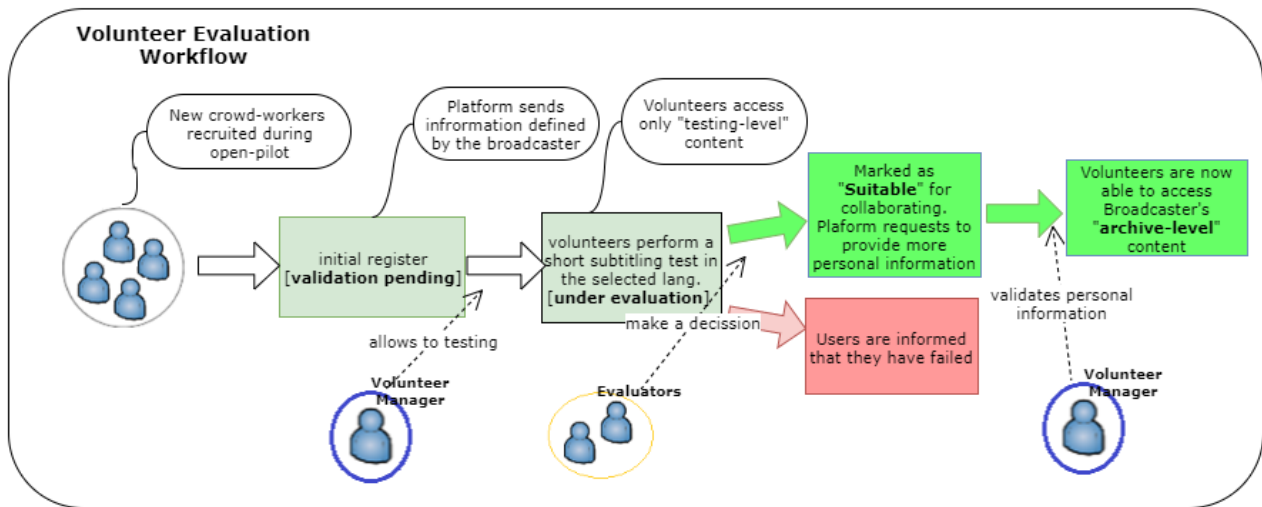 Volunteer Evaluation
Workflow
New crowd-workers
recruited during
open-pilot
Platform sends
infrormation defined
by the broadcaster
Volunteers access
only "testing-level"
content
initial register
[validation pending]
volunteers perform a
short subtitling test in
the selected lang.
[under evaluation]
Marked as
"Suitable" for
collaborating.
Plaform requests to
provide more
personal information
Volunteers are now
able to access
Broadcaster's
"archive-level"
content
Users are informed
that they have failed
allows to testing
make a decission
validates personal
information
Volunteer
Manager
Evaluators
Volunteer
Manager